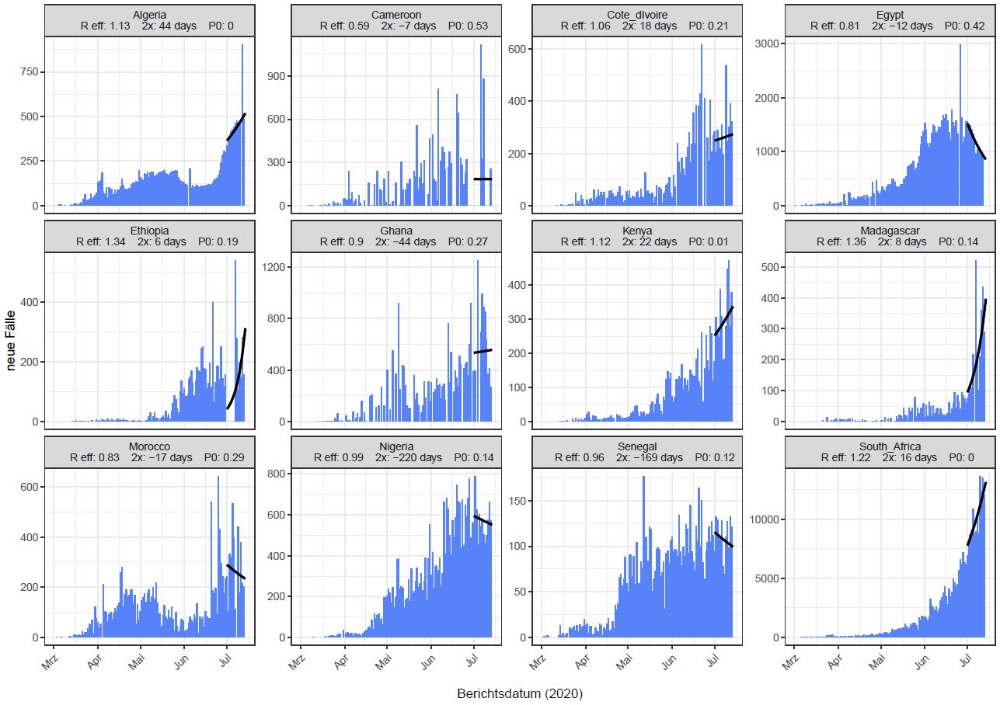 Algeria
R eff: 1.13 2x: 44 days P0: 0
Cameroon
R eff: 0.59 2x: −7 days P0: 0.53
Cote_dIvoire
R eff: 1.06 2x: 18 days P0: 0.21
Egypt
R eff: 0.81 2x: −12 days P0: 0.42
750
500
250
0
900
600
300
0
600
400
200
0
3000
2000
1000
0
Ethiopia
R eff: 1.34 2x: 6 days P0: 0.19
Ghana
R eff: 0.9 2x: −44 days P0: 0.27
Kenya
R eff: 1.12 2x: 22 days P0: 0.01
Madagascar
R eff: 1.36 2x: 8 days P0: 0.14
400
200
0
1200
800
400
0
400
300
200
100
0
500
400
300
200
100
0
neue Fälle
Morocco
R eff: 0.83 2x: −17 days P0: 0.29
Nigeria
R eff: 0.99 2x: −220 days P0: 0.14
Senegal
R eff: 0.96 2x: −169 days P0: 0.12
South_Africa
R eff: 1.22 2x: 16 days P0: 0
600
400
200
0
800
600
400
200
0
150
100
50
0
10000
5000
0
Mrz Apr Mai Jun Jul
Mrz Apr Mai Jun Jul
Mrz Apr Mai Jun Jul
Mrz Apr Mai Jun Jul
Berichtsdatum (2020)